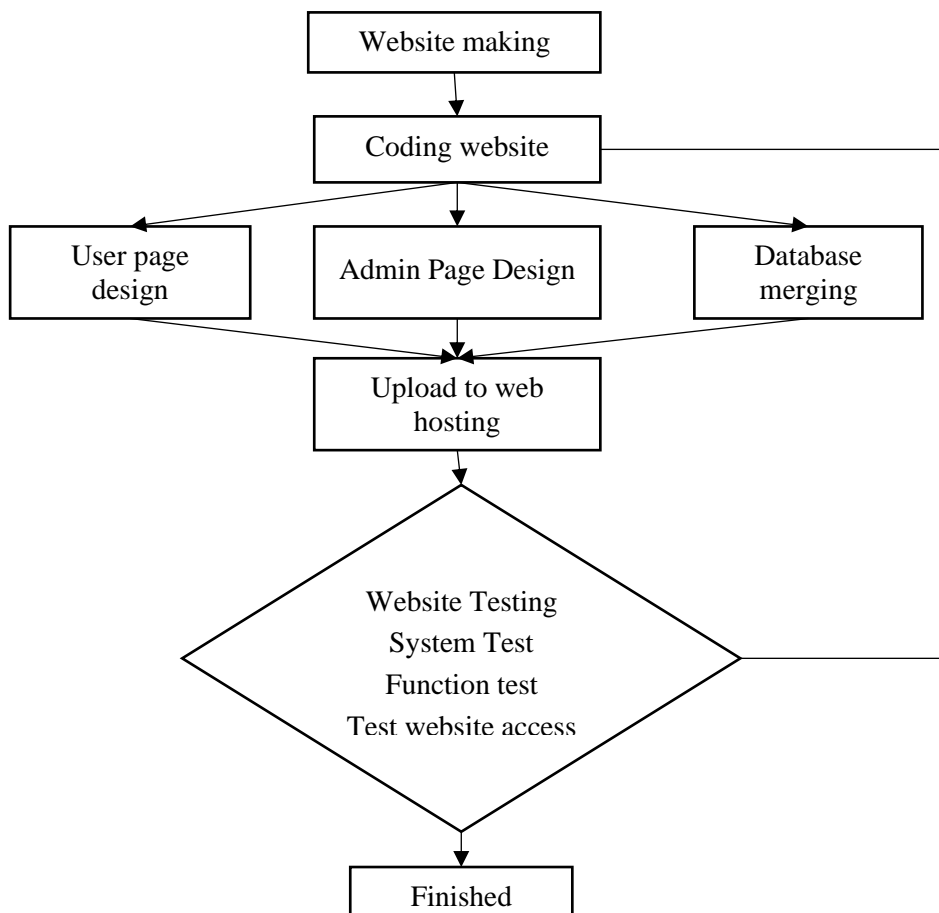 Website making
Coding website
User page
design
Admin Page Design
Database
merging
Upload to web
hosting
Website Testing
System Test
Function test
Test website access
Finished